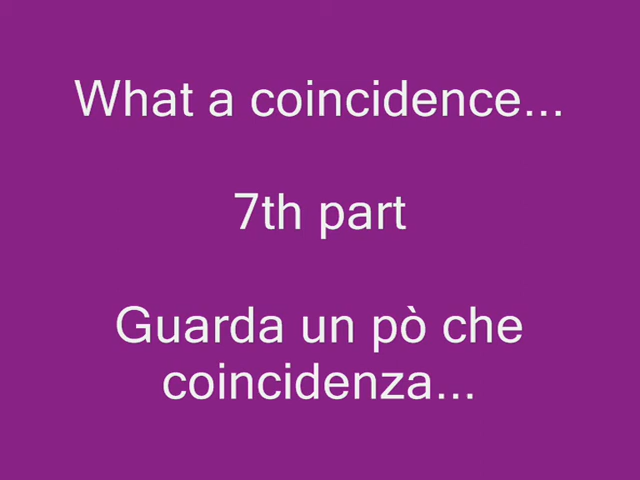 What a coincidence...
7th part
Guarda un pò che
coincidenza...